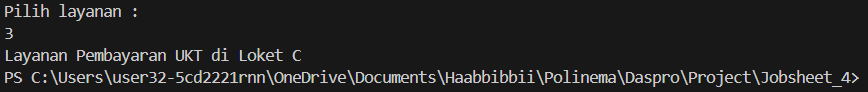 Pilih layanan :
3
Layanan Pembayaran UKT di Loket C
PS C:\Users\user32-5cd2221rnn\OneDrive\Documents\Haabbibbii\Polinema\Daspro\Project\Jobsheet_4>